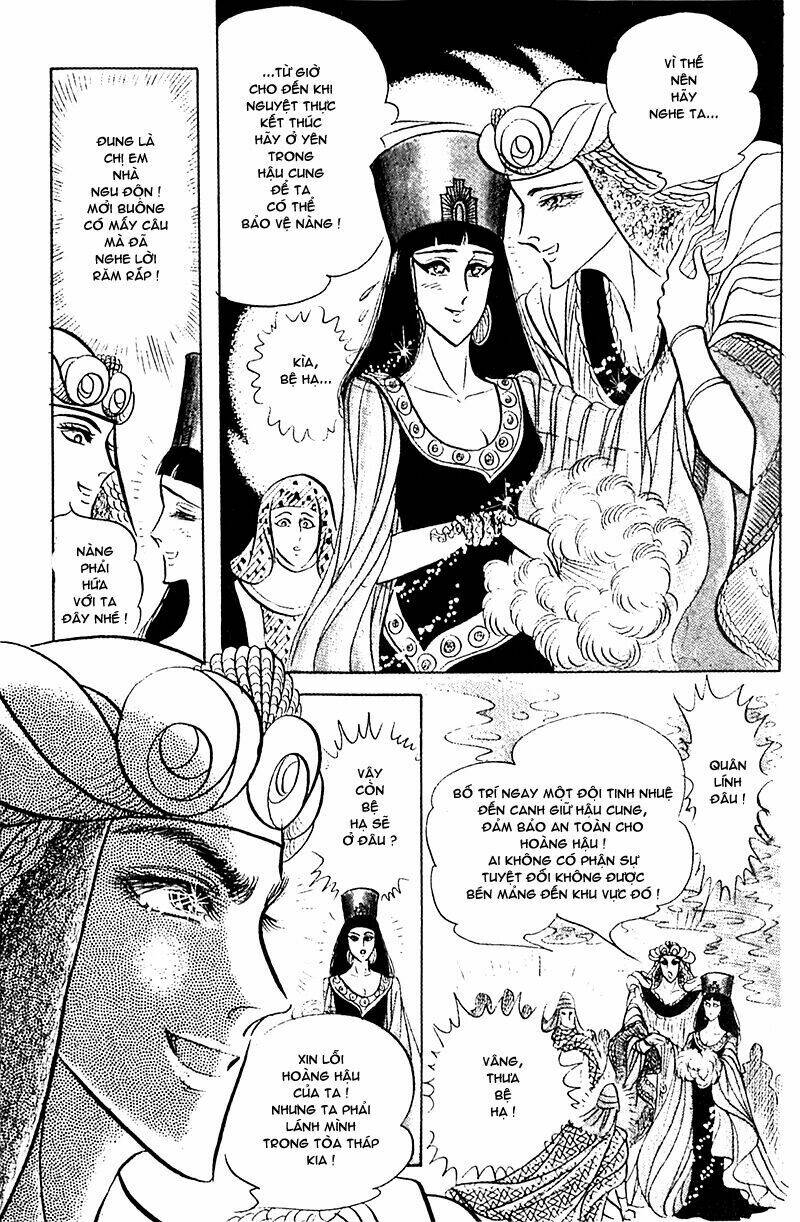 VÌ THẾ
NÊN
HÃY
NGHE TA...
...TỪ GIỜ
CHO ĐẾN KHI
NGUYỆT THỰC
KẾT THÚC
HÃY Ở YÊN
TRONG
HẬU CUNG
ĐỂ TA
CÓ THỂ
BẢO VỆ NÀNG !
KÌA,
BỆ HẠ...
ĐUNG LÀ
CHỊ EM
NHÀ
NGU ĐỘN !
MỚI BUÔNG
CÓ MẤY CÂU
MÀ ĐÃ
NGHE LỜI
RĂM RẮP !
NÀNG
PHẢI
HỨA
VỚI TA
ĐẤY NHÉ !
QUÂN
LÍNH
ĐÂU !
BỐ TRÍ NGAY MỘT ĐỘI TINH NHUỆ
ĐẾN CANH GIỮ HẬU CUNG,
ĐẢM BẢO AN TOÀN CHO
HOÀNG HẬU !
AI KHÔNG CÓ PHẬN SỰ
TUYỆT ĐỐI KHÔNG ĐƯỢC
BÉN MẢNG ĐẾN KHU VỰC ĐÓ !
VÂNG,
THƯA
BỆ
HẠ !
VẬY
CÒN
BỆ
HẠ SẼ
Ở ĐÂU ?
XIN LỖI
HOÀNG HẬU
CỦA TA !
NHƯNG TA PHẢI
LÁNH MÌNH
TRONG TÒA THÁP
KIA !